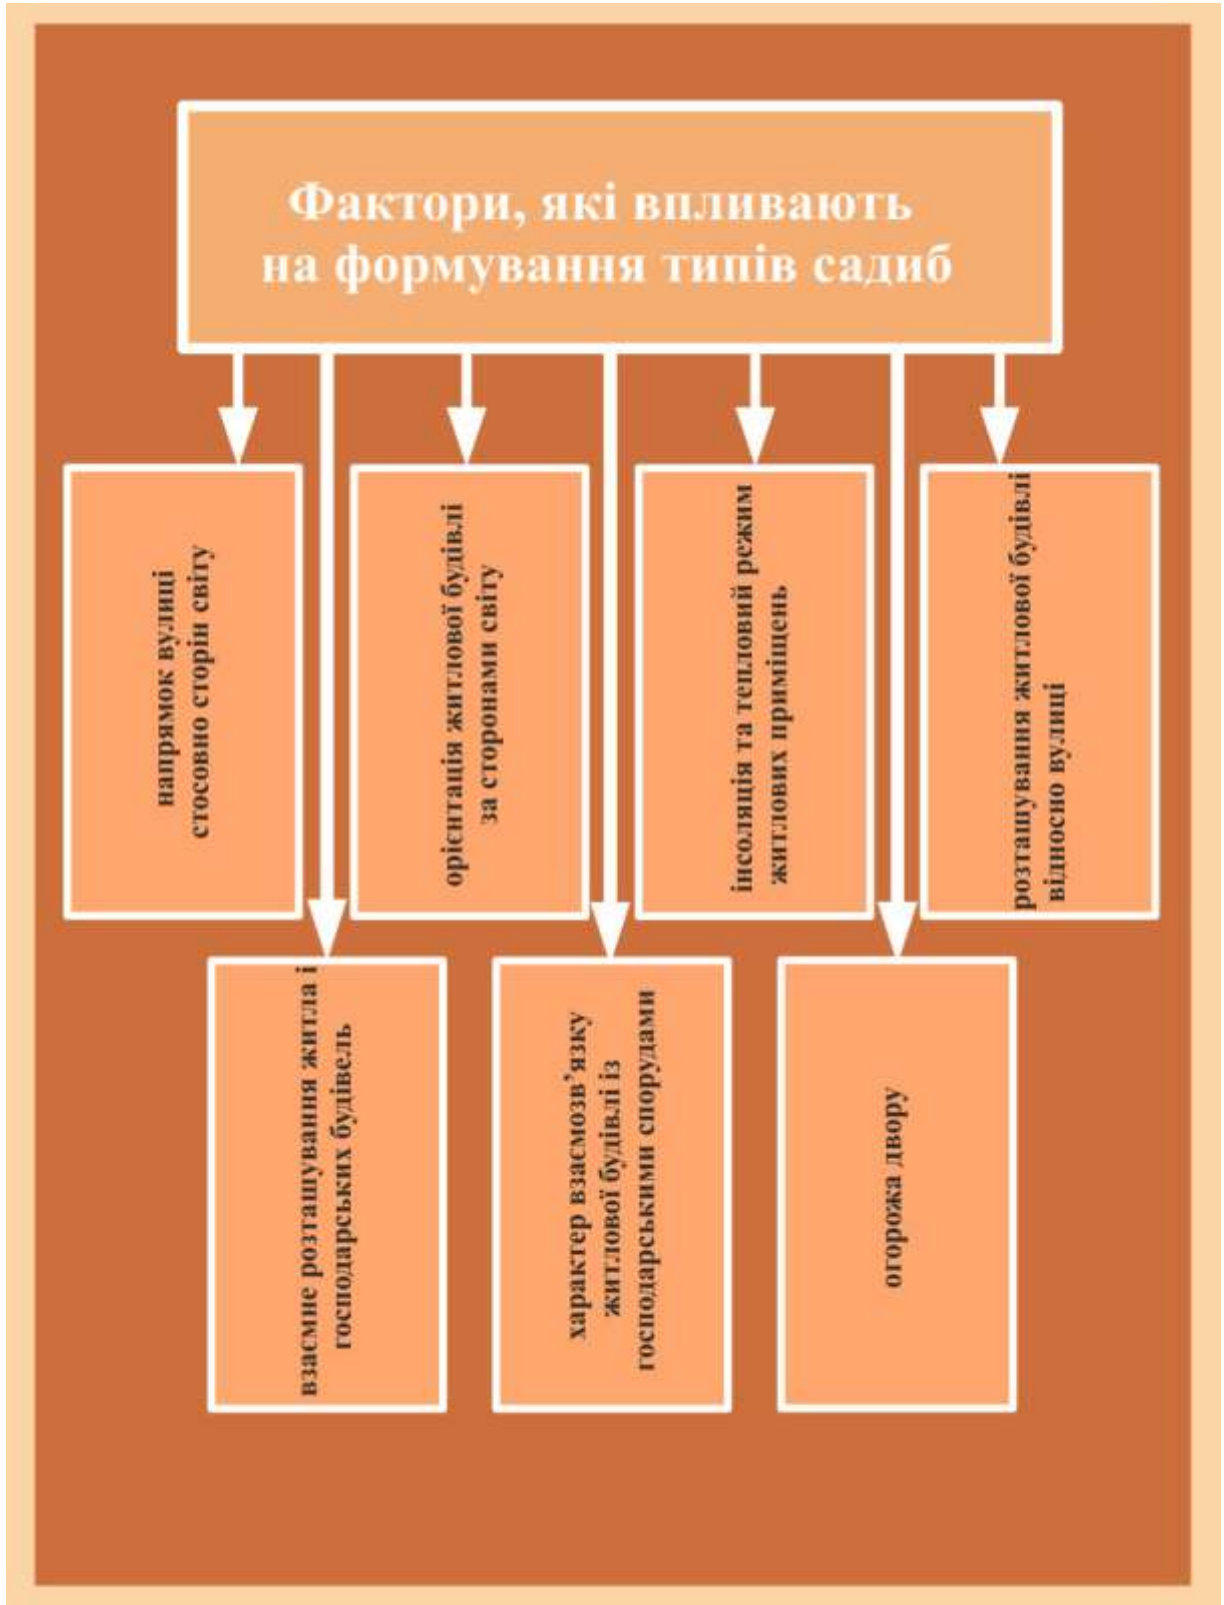 Фактори, які впливають
на формування типів садиб
напрямок вулиці
стосовно сторін світу
орієнтація житлової будівлі
за сторонами світу
інсоляція та тепловий режим
житлових приміщень
розташування житлової будівлі
відносно вулиці
взаємне розташування житла і
господарських будівель
характер взаємозв’язку
житлової будівлі із
господарськими спорудами
огорожа двору